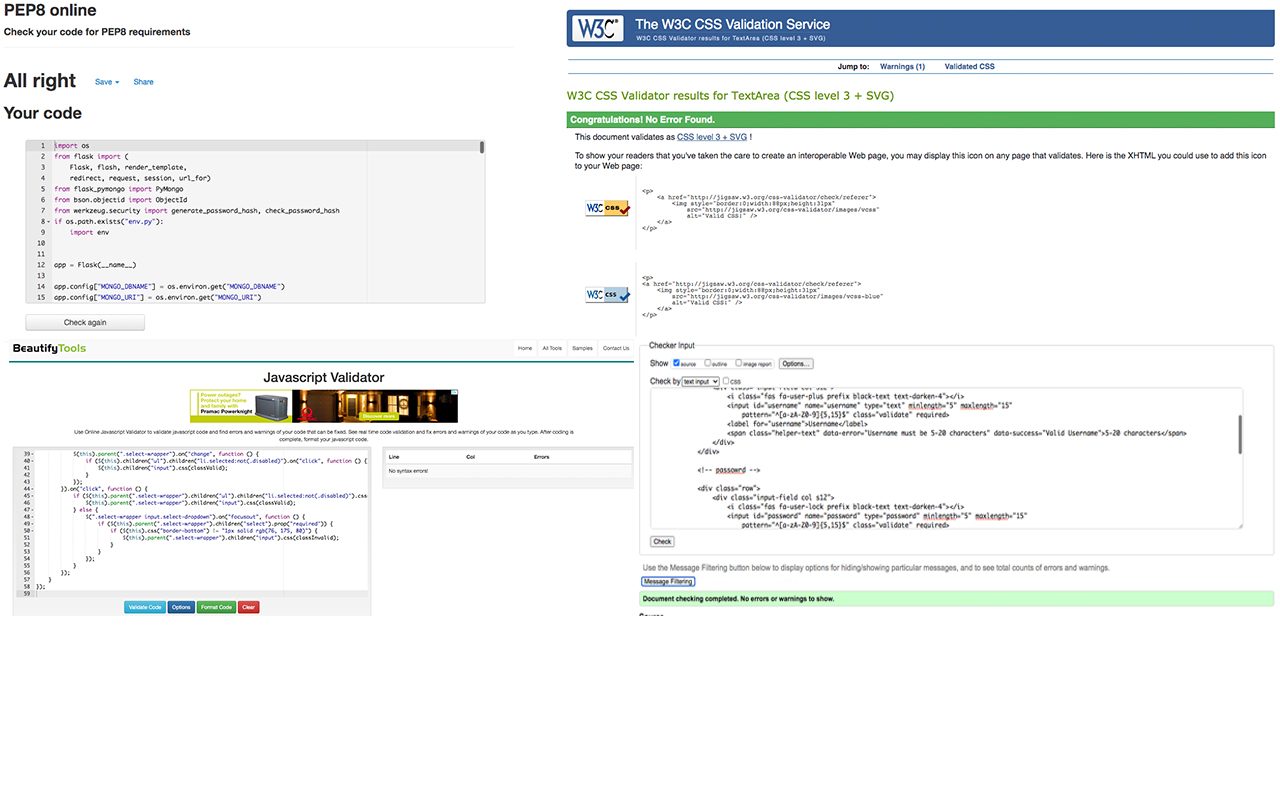 PEP8 online
Check your code for PEP8 requirements
All right
Save
Share
Your code
1 import os
2 from flask import (
3 Flask, flash, render_template,
4 redirect, request, session, url_for)
5 from flask_pymongo import PyMongo
6 from bson.objectid import ObjectId
7 from werkzeug.security import generate_password_hash, check_password_hash
8 if os.path.exists("env.py"):
9 import env
10
11
12 app = Flask(__name__)
13
14 app.config["MONGO_DBNAME"] = os.environ.get("MONGO_DBNAME")
15 app.config["MONGO_URI"] = os.environ.get("MONGO_URI")
Check again
W3C
The W3C CSS Validation Service
W3C CSS Validator results for TextArea (CSS level 3 + SVG)
Jump to: Warnings (1) Validated CSS
W3C CSS Validator results for TextArea (CSS level 3 + SVG)
Congratulations! No Error Found.
This document validates as CSS level 3 + SVG !
To show your readers that you've taken the care to create an interoperable Web page, you may display this icon on any page that validates. Here is the XHTML you could use to add this icon
to your Web page:
W3C css
<p>
<a href="http://jigsaw.w3.org/css-validator/check/referer">
<img style="border:0;width:88px;height:31px"
src="http://jigsaw.w3.org/css-validator/images/vcss"
alt="Valid CSS!" />
</a>
</p>
W3C css
<p>
<a href="http://jigsaw.w3.org/css-validator/check/referer">
<img style="border:0;width:88px;height:31px"
src="http://jigsaw.w3.org/css-validator/images/vcss-blue"
alt="Valid CSS!" />
</a>
</p>
BeautifyTools
Home All Tools Samples Contact Us
Javascript Validator
Power outages?
Protect your home
and family with
Pramac Powerknight
Discover now
Use Online Javascript Validator to validate javascript code and find errors and warnings of your code that can be fixed. See real time code validation and fix errors and warnings of your code as you type. After coding is
complete, format your javascript code.
39 $(this).parent(".select-wrapper").on("change", function () {
40 if ($(this).parent(".select-wrapper").children("ul").children("li.selected:not(.disabled)").on("click", function () {
41 $(this).children("input").css(classValid);
42 }
43 });
44 }).on("click", function () {
45 if ($(this).parent(".select-wrapper").children("ul").children("li.selected:not(.disabled)").css
46 $(this).parent(".select-wrapper").children("input").css(classValid);
47 } else {
48 $(".select-wrapper input.select-dropdown").on("focusout", function () {
49 if ($(this).parent(".select-wrapper").children("select").prop("required")) {
50 if ($(this).css("border-bottom") != "1px solid rgb(76, 175, 80)") {
51 $(this).parent(".select-wrapper").children("input").css(classInvalid);
52 }
53 }
54 });
55 }
56 });
57 }
58 });
59
Line Col Errors
No syntax errors!
Validate Code Options Format Code Clear
Checker Input
Show source outline image report Options...
Check by text input CSS
<i class="fas fa-user-plus prefix black-text text-darken-4"></i>
<input id="username" name="username" type="text" minlength="5" maxlength="15"
pattern="^[a-zA-Z0-9]{5,15}$" class="validate" required>
<label for="username">Username</label>
<span class="helper-text" data-error="Username must be 5-20 characters" data-success="Valid Username">5-20 characters</span>
</div>
</div>
<!-- passowrd -->
<div class="row">
<div class="input-field col s12">
<i class="fas fa-user-lock prefix black-text text-darken-4"></i>
<input id="password" name="password" type="password" minlength="5" maxlength="15"
pattern="^[a-zA-Z0-9]{5,15}$" class="validate" required>
Check
Use the Message Filtering button below to display options for hiding/showing particular messages, and to see total counts of errors and warnings.
Message Filtering
Document checking completed. No errors or warnings to show.